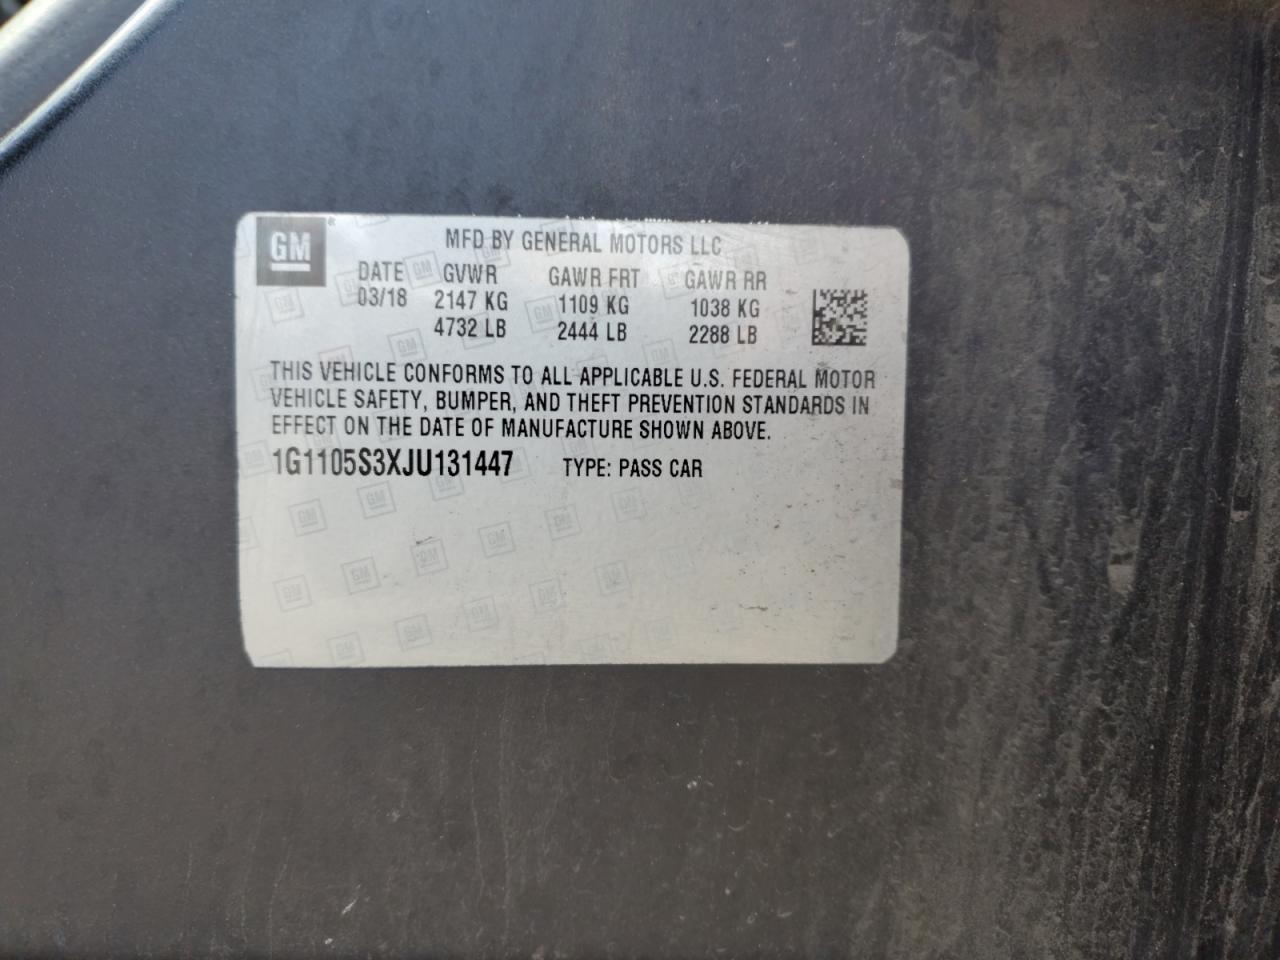 GM ® MFD BY GENERAL MOTORS LLC
DATE GVWR GAWR FRT GAWR RR
03/18 2147 KG 1109 KG 1038 KG
4732 LB 2444 LB 2288 LB
THIS VEHICLE CONFORMS TO ALL APPLICABLE U.S. FEDERAL MOTOR
VEHICLE SAFETY, BUMPER, AND THEFT PREVENTION STANDARDS IN
EFFECT ON THE DATE OF MANUFACTURE SHOWN ABOVE.
1G1105S3XJU131447 TYPE: PASS CAR